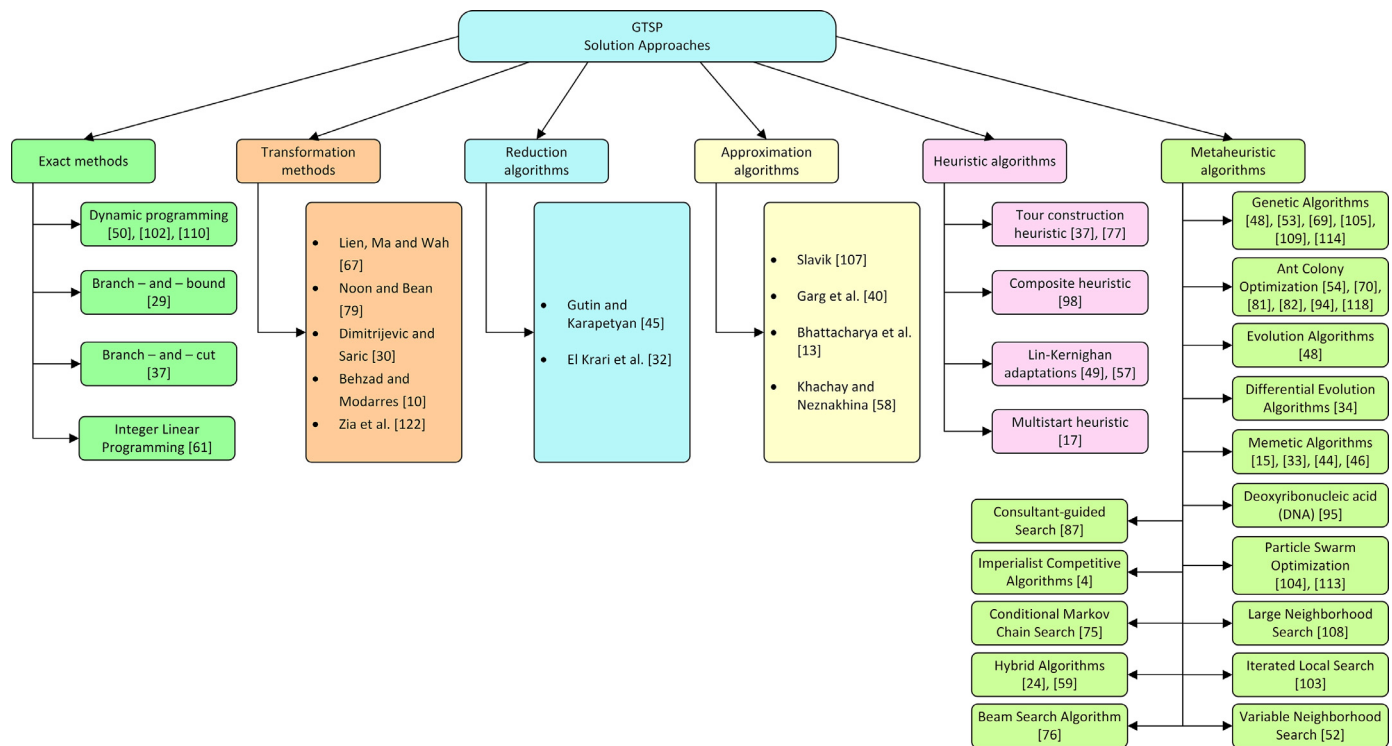 GTSP
Solution Approaches
Exact methods
Dynamic programming
[50], [102], [110]
Branch – and – bound
[29]
Branch – and – cut
[37]
Integer Linear
Programming [61]
Transformation
methods
• Lien, Ma and Wah
[67]
• Noon and Bean
[79]
• Dimitrijevic and
Saric [30]
• Behzad and
Modarres [10]
• Zia et al. [122]
Reduction
algorithms
• Gutin and
Karapetyan [45]
• El Krari et al. [32]
Approximation
algorithms
• Slavik [107]
• Garg et al. [40]
• Bhattacharya et al.
[13]
• Khachay and
Neznakhina [58]
Heuristic algorithms
Tour construction
heuristic [37], [77]
Composite heuristic
[98]
Lin-Kernighan
adaptations [49], [57]
Multistart heuristic
[17]
Metaheuristic
algorithms
Genetic Algorithms
[48], [53], [69], [105],
[109], [114]
Ant Colony
Optimization [54], [70],
[81], [82], [94], [118]
Evolution Algorithms
[48]
Differential Evolution
Algorithms [34]
Memetic Algorithms
[15], [33], [44], [46]
Deoxyribonucleic acid
(DNA) [95]
Particle Swarm
Optimization
[104], [113]
Large Neighborhood
Search [108]
Iterated Local Search
[103]
Variable Neighborhood
Search [52]
Consultant-guided
Search [87]
Imperialist Competitive
Algorithms [4]
Conditional Markov
Chain Search [75]
Hybrid Algorithms
[24], [59]
Beam Search Algorithm
[76]